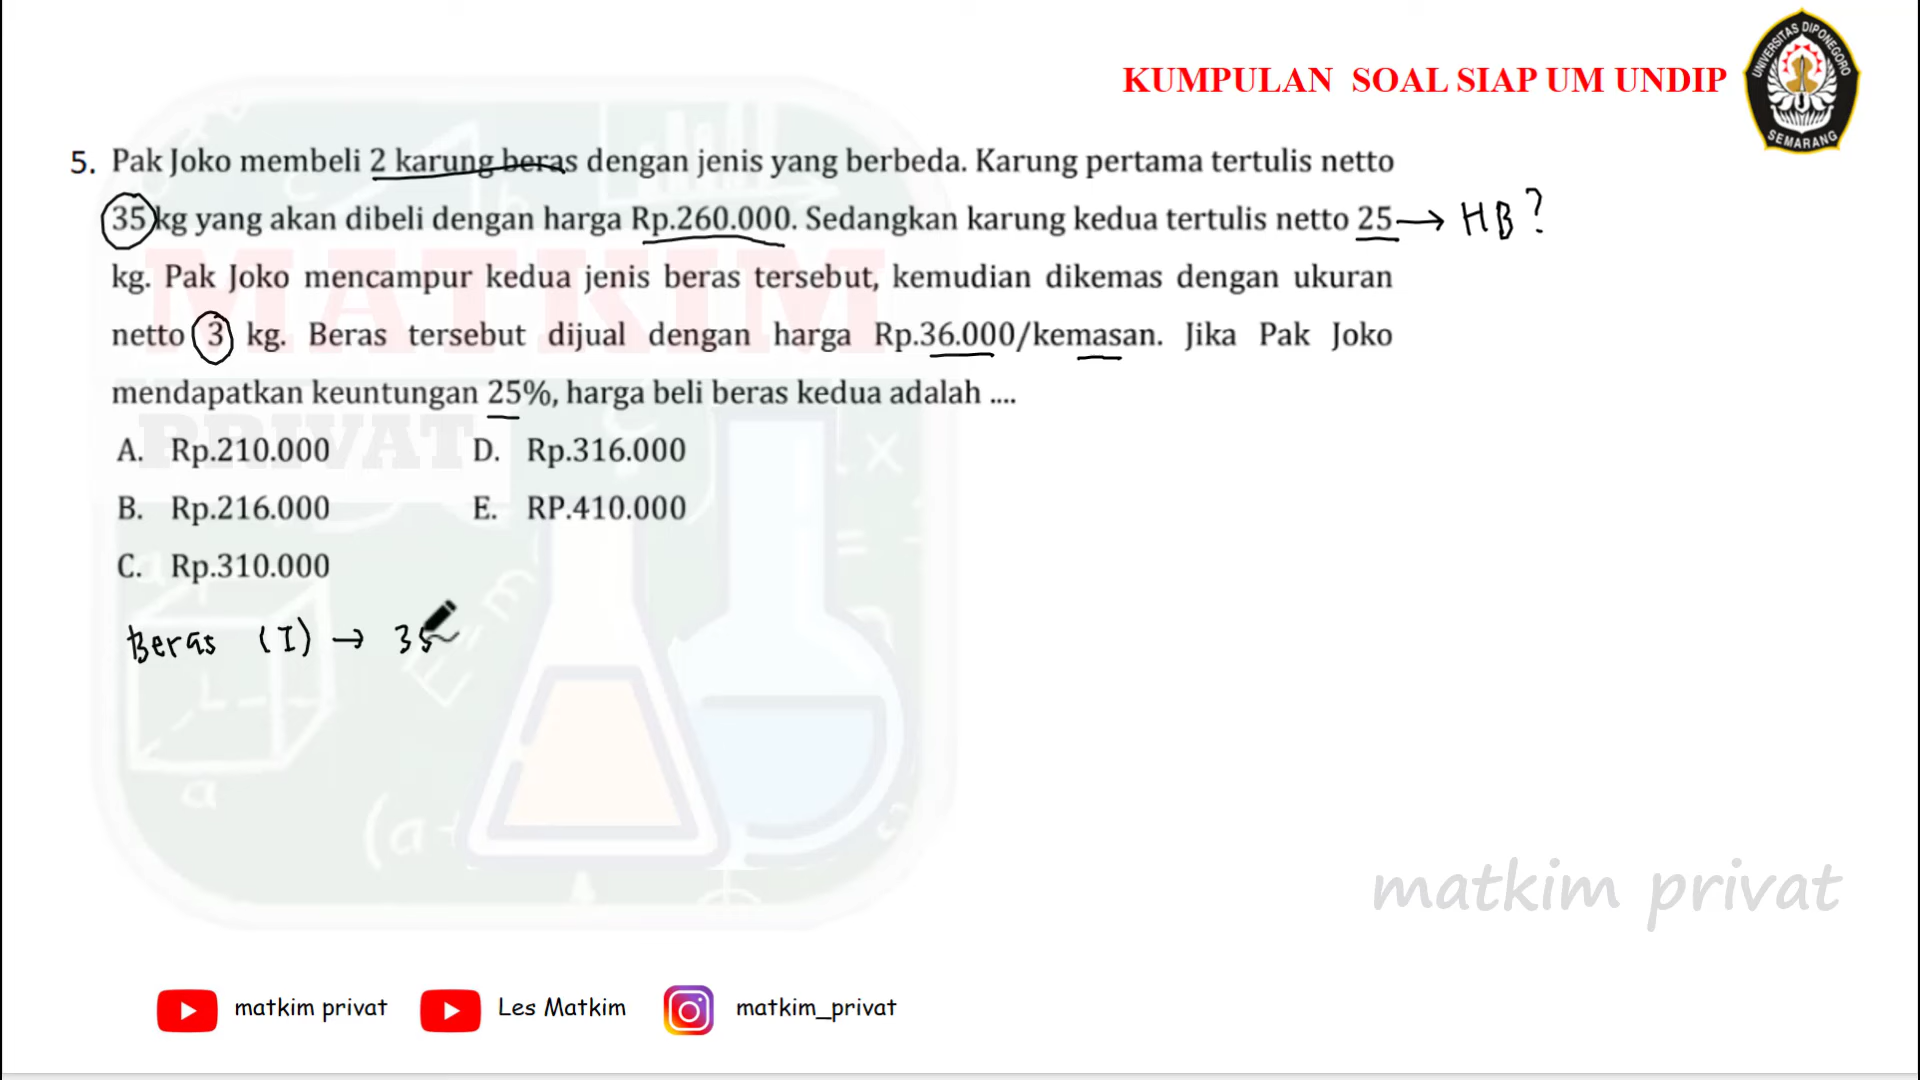 KUMPULAN SOAL SIAP UM UNDIP
UNIVERSITAS DIPONEGORO
SEMARANG
5. Pak Joko membeli 2 karung beras dengan jenis yang berbeda. Karung pertama tertulis netto
35 kg yang akan dibeli dengan harga Rp.260.000. Sedangkan karung kedua tertulis netto 25 → HB?
kg. Pak Joko mencampur kedua jenis beras tersebut, kemudian dikemas dengan ukuran
netto 3 kg. Beras tersebut dijual dengan harga Rp.36.000/kemasan. Jika Pak Joko
mendapatkan keuntungan 25%, harga beli beras kedua adalah ....
A. Rp.210.000 D. Rp.316.000
B. Rp.216.000 E. RP.410.000
C. Rp.310.000
Beras (I) → 35
MATKIM
PRIVAT
matkim privat
matkim privat Les Matkim matkim_privat